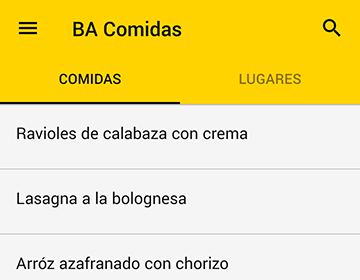 BA Comidas
COMIDAS
LUGARES
Ravioles de calabaza con crema
Lasagna a la bolognesa
Arróz azafranado con chorizo